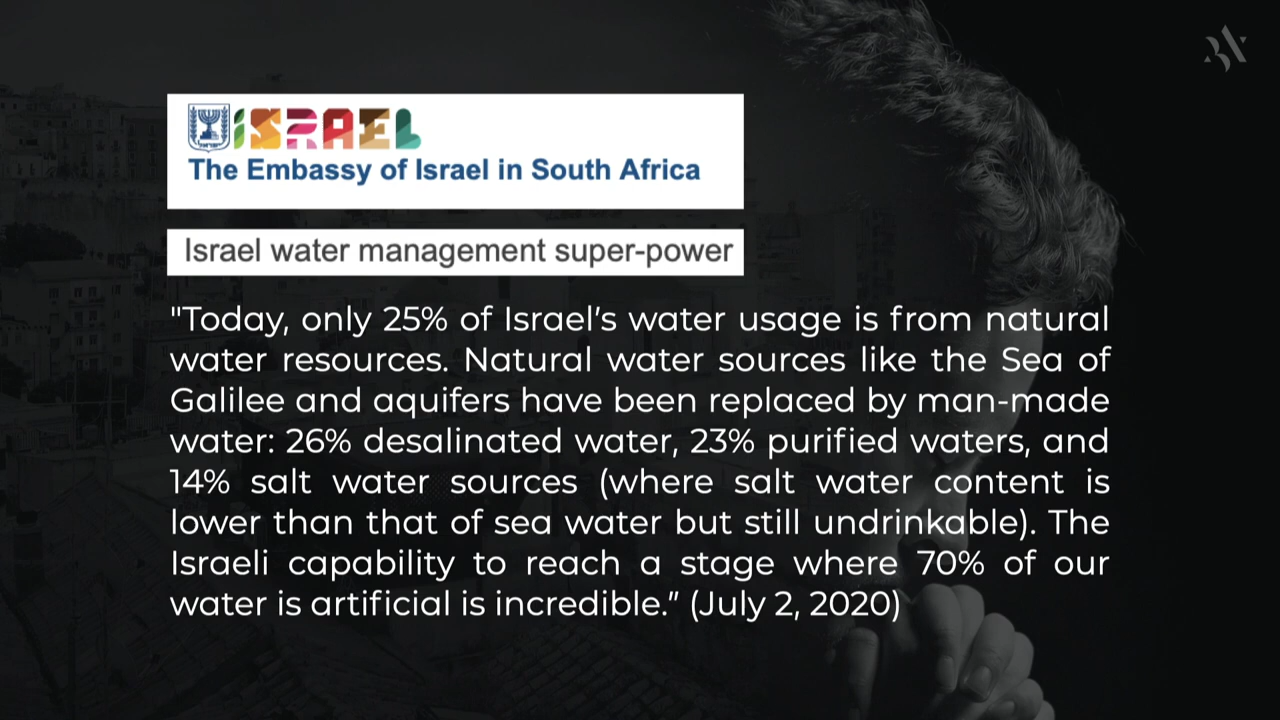 ISRAEL
The Embassy of Israel in South Africa
Israel water management super-power
"Today, only 25% of Israel’s water usage is from natural
water resources. Natural water sources like the Sea of
Galilee and aquifers have been replaced by man-made
water: 26% desalinated water, 23% purified waters, and
14% salt water sources (where salt water content is
lower than that of sea water but still undrinkable). The
Israeli capability to reach a stage where 70% of our
water is artificial is incredible.” (July 2, 2020)